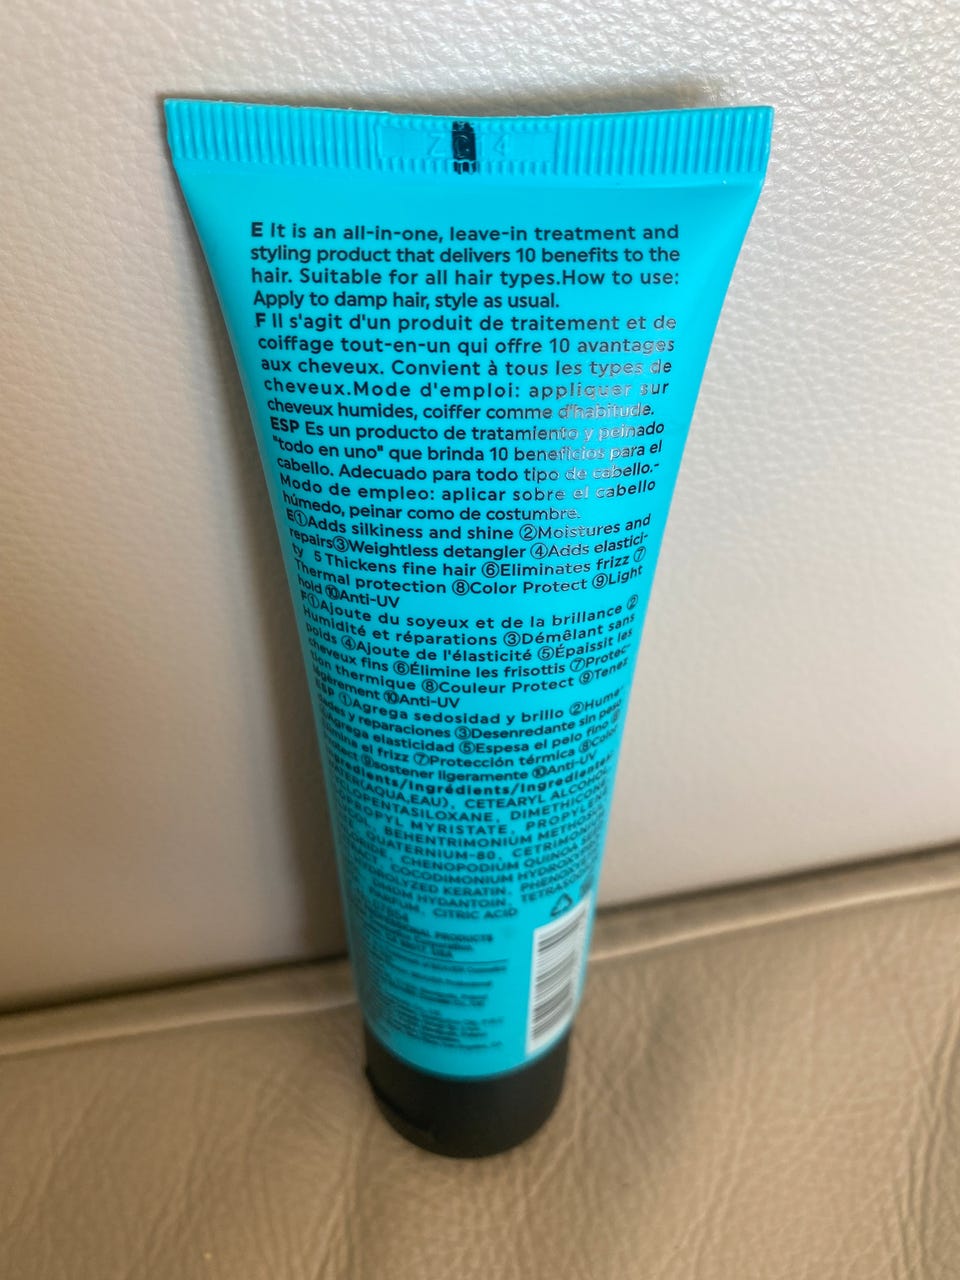 E It is an all-in-one, leave-in treatment and
styling product that delivers 10 benefits to the
hair. Suitable for all hair types.How to use:
Apply to damp hair, style as usual.
F Il s'agit d'un produit de traitement et de
coiffage tout-en-un qui offre 10 avantages
aux cheveux. Convient à tous les types de
cheveux.Mode d'emploi: appliquer sur
cheveux humides, coiffer comme d'habitude.
ESP Es un producto de tratamiento y peinado
"todo en uno" que brinda 10 beneficios para el
cabello. Adecuado para todo tipo de cabello.-
Modo de empleo: aplicar sobre el cabello
húmedo, peinar como de costumbre.
E①Adds silkiness and shine ②Moistures and
repairs③Weightless detangler ④Adds elastici-
ty 5 Thickens fine hair ⑥Eliminates frizz ⑦
Thermal protection ⑧Color Protect ⑨Light
hold ⑩Anti-UV
F①Ajoute du soyeux et de la brillance ②
Humidité et réparations ③Démêlant sans
poids ④Ajoute de l'élasticité ⑤Épaissit les
cheveux fins ⑥Élimine les frisottis ⑦Protec-
tion thermique ⑧Couleur Protect ⑨Tenez
légèrement ⑩Anti-UV
ESP ①Agrega sedosidad y brillo ②Hume-
dades y reparaciones ③Desenredante sin peso
④Agrega elasticidad ⑤Espesa el pelo fino ⑥
Elimina el frizz ⑦Protección térmica ⑧Color
Protect ⑨sostener ligeramente ⑩Anti-UV
Ingredients/Ingrédients/Ingredientes:
WATER(AQUA,EAU), CETEARYL ALCOHOL,
CYCLOPENTASILOXANE, DIMETHICONE,
ISOPROPYL MYRISTATE, PROPYLENE
GLYCOL, BEHENTRIMONIUM
QUATERNIUM-80,
CHENOPODIUM QUINOA
COCODIMONIUM
HYDROLYZED KERATIN,
DMDM HYDANTOIN,
PARFUM, CITRIC ACID